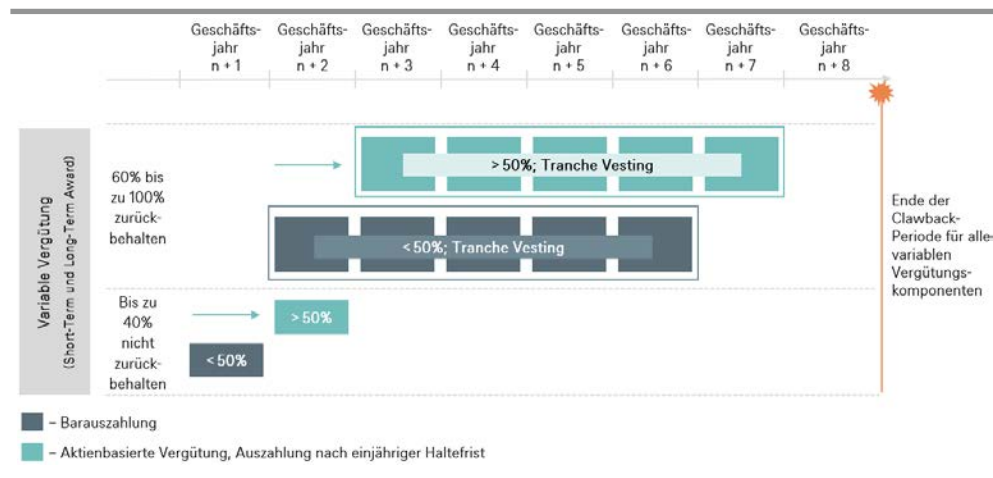 Geschäfts-
jahr
n + 1
Geschäfts-
jahr
n + 2
Geschäfts-
jahr
n + 3
Geschäfts-
jahr
n + 4
Geschäfts-
jahr
n + 5
Geschäfts-
jahr
n + 6
Geschäfts-
jahr
n + 7
Geschäfts-
jahr
n + 8
Variable Vergütung
(Short-Term und Long-Term Award)
60% bis
zu 100%
zurück-
behalten
>50%; Tranche Vesting
<50%; Tranche Vesting
Bis zu
40%
nicht
zurück-
behalten
>50%
<50%
Ende der
Clawback-
Periode für alle
variablen
Vergütungs-
komponenten
– Barauszahlung
– Aktienbasierte Vergütung, Auszahlung nach einjähriger Haltefrist